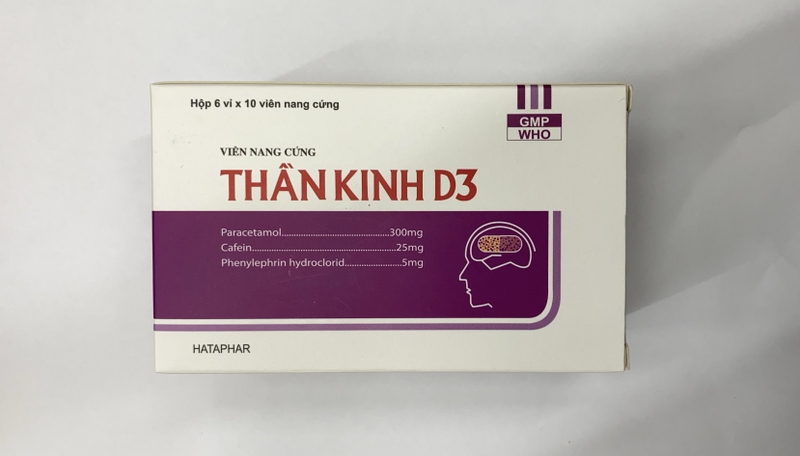 Hộp 6 vỉ x 10 viên nang cứng
GMP
WHO
VIÊN NANG CỨNG
THẦN KINH D3
Paracetamol.......................................300mg
Cafein....................................................25mg
Phenylephrin hydroclorid.....................5mg
HATAPHAR